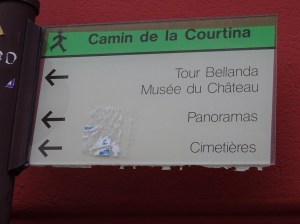 Camin de la Courtina
Tour Bellanda
Musée du Château
Panoramas
Cimetières